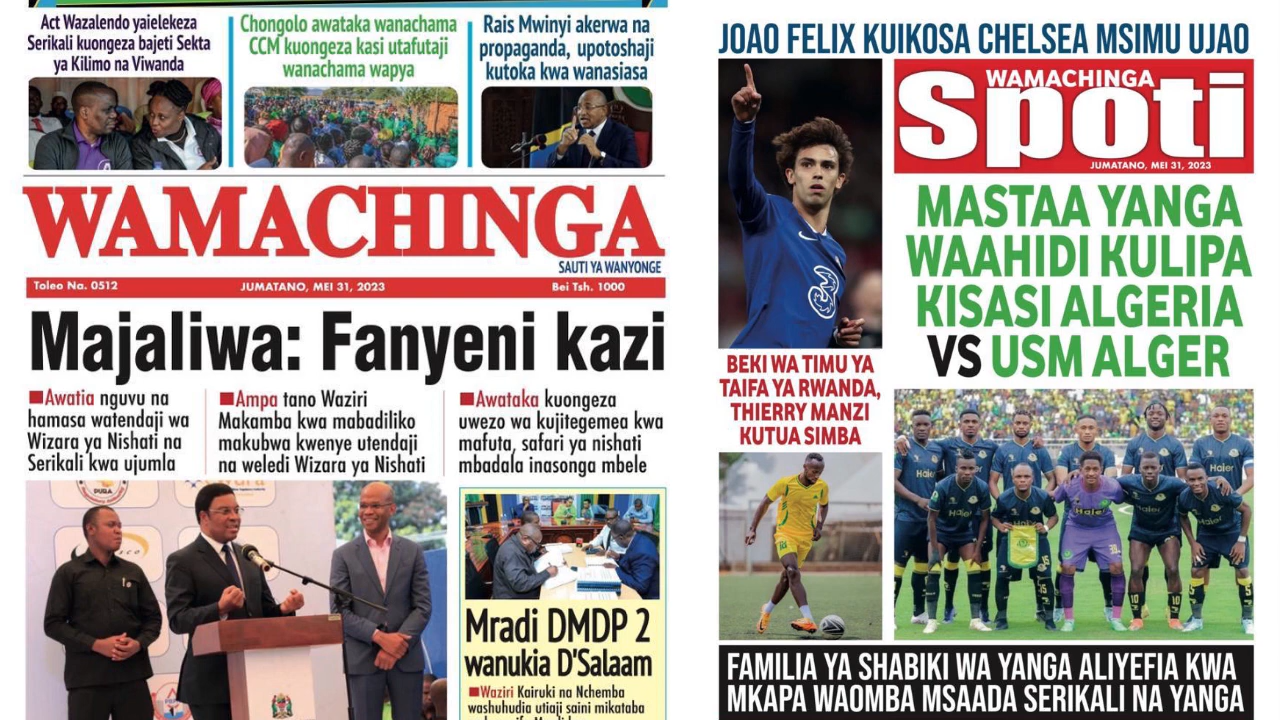 Act Wazalendo yaielekeza
Serikali kuongeza bajeti Sekta
ya Kilimo na Viwanda
Chongolo awataka wanachama
CCM kuongeza kasi utafutaji
wanachama wapya
Rais Mwinyi akerwa na
propaganda, upotoshaji
kutoka kwa wanasiasa
WAMACHINGA
SAUTI YA WANYONGE
Toleo Na. 0512
JUMATANO, MEI 31, 2023
Bei Tsh. 1000
Majaliwa: Fanyeni kazi
Awatia nguvu na
hamasa watendaji wa
Wizara ya Nishati na
Serikali kwa ujumla
Ampa tano Waziri
Makamba kwa mabadiliko
makubwa kwenye utendaji
na weledi Wizara ya Nishati
Awataka kuongeza
uwezo wa kujitegemea kwa
mafuta, safari ya nishati
mbadala inasonga mbele
PURA
Mradi DMDP 2
wanukia D'Salaam
Waziri Kairuki na Nchemba
washuhudia utiaji saini mikataba
JOAO FELIX KUIKOSA CHELSEA MSIMU UJAO
WAMACHINGA
Spoti
JUMATANO, MEI 31, 2023
MASTAA YANGA
WAAHIDI KULIPA
KISASI ALGERIA
VS USM ALGER
3
BEKI WA TIMU YA
TAIFA YA RWANDA,
THIERRY MANZI
KUTUA SIMBA
Haier
FAMILIA YA SHABIKI WA YANGA ALIYEFIA KWA
MKAPA WAOMBA MSAADA SERIKALI NA YANGA